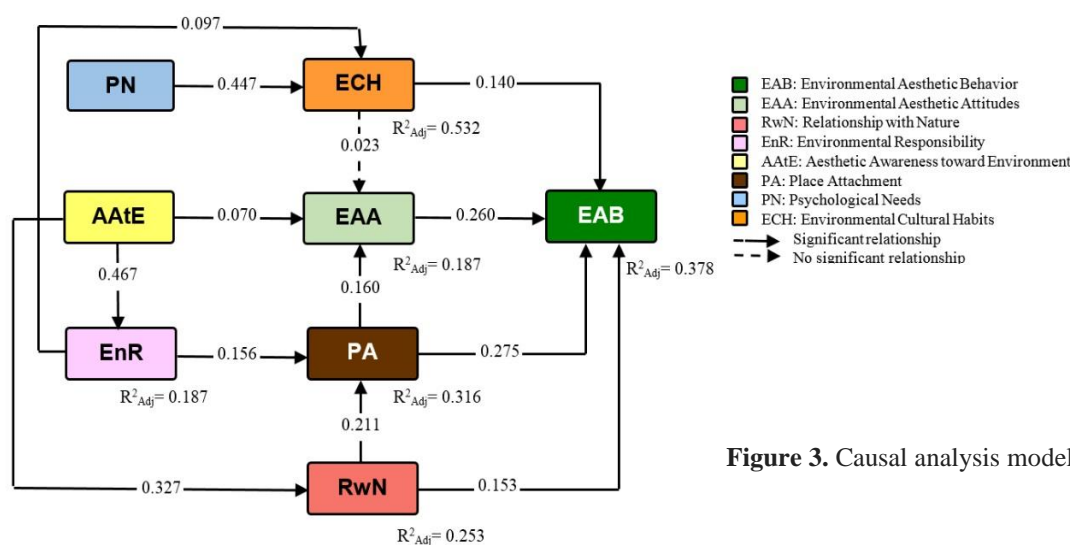 0.097
PN
0.447
ECH
0.140
R²Adj= 0.532
0.023
AAtE
0.070
EAA
0.260
EAB
R²Adj= 0.187
R²Adj= 0.378
0.467
0.160
EnR
0.156
PA
0.275
R²Adj= 0.187
R²Adj= 0.316
0.211
0.327
RwN
0.153
R²Adj= 0.253
EAB: Environmental Aesthetic Behavior
EAA: Environmental Aesthetic Attitudes
RwN: Relationship with Nature
EnR: Environmental Responsibility
AAtE: Aesthetic Awareness toward Environment
PA: Place Attachment
PN: Psychological Needs
ECH: Environmental Cultural Habits
Significant relationship
No significant relationship
Figure 3. Causal analysis model